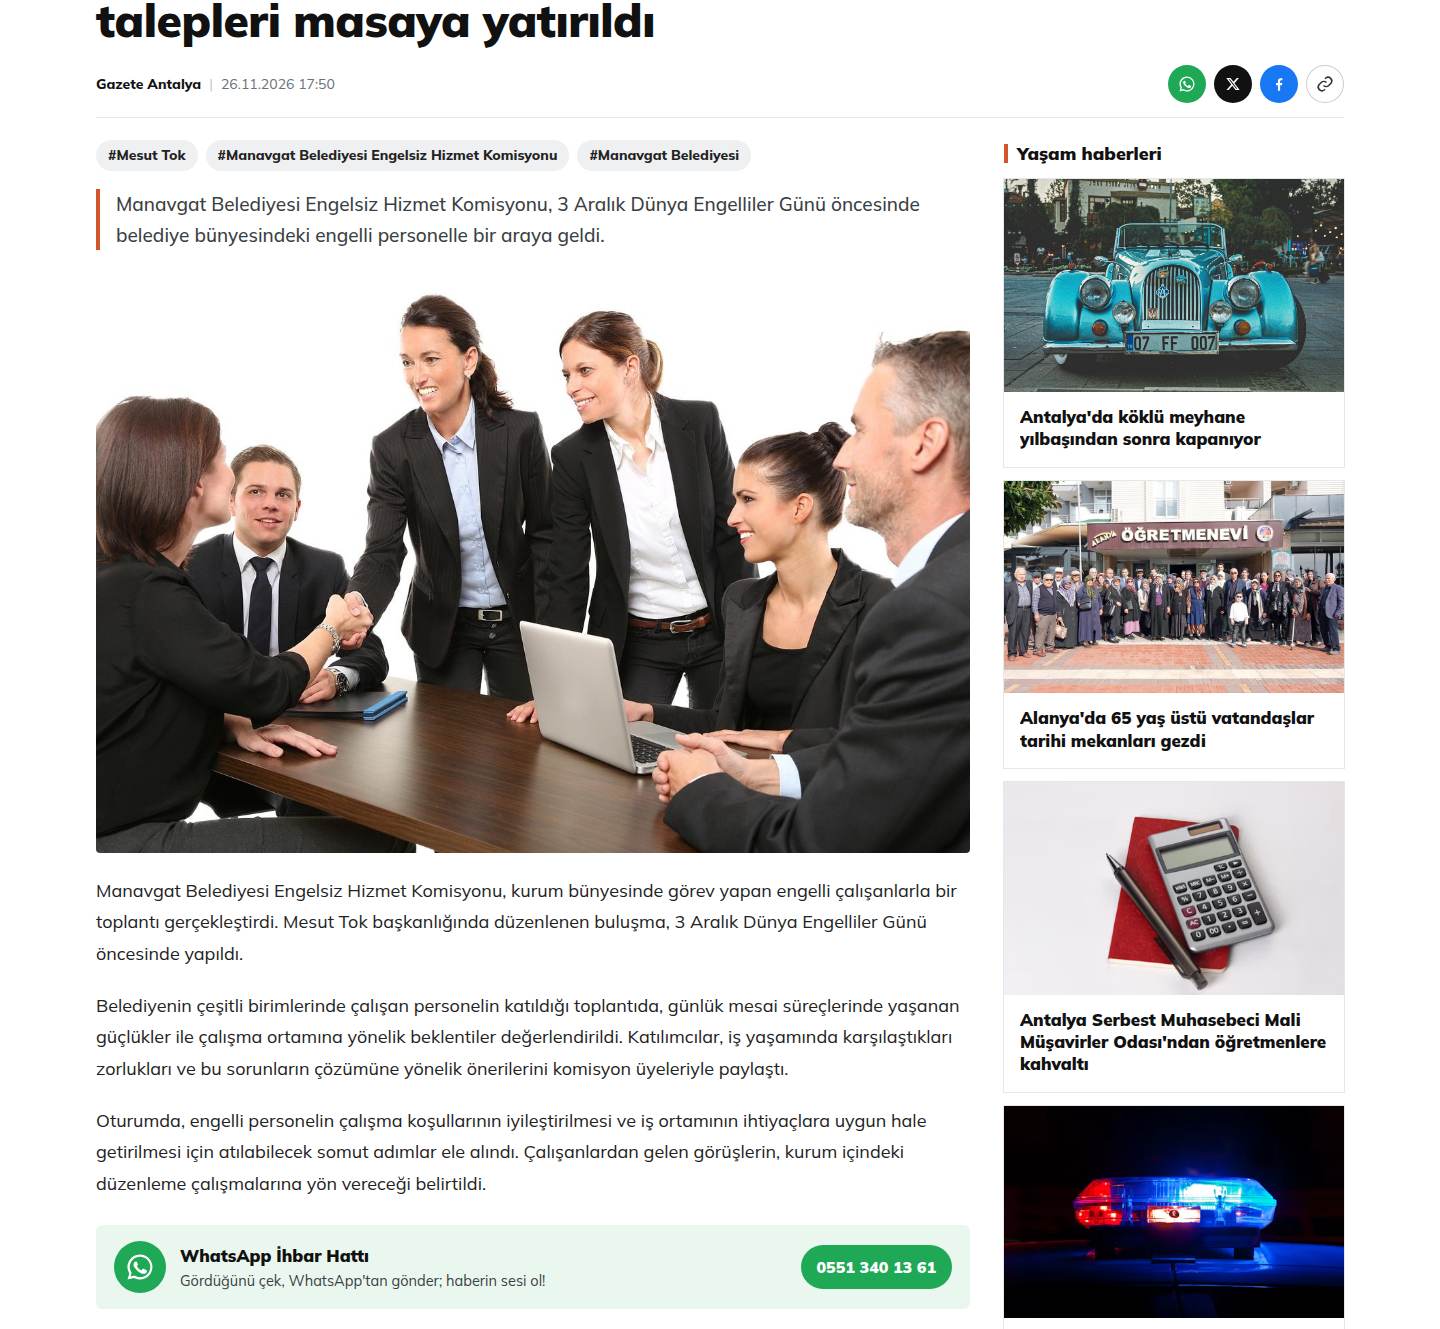 talepleri masaya yatırıldı
Gazete Antalya | 26.11.2026 17:50
#Mesut Tok #Manavgat Belediyesi Engelsiz Hizmet Komisyonu #Manavgat Belediyesi
Manavgat Belediyesi Engelsiz Hizmet Komisyonu, 3 Aralık Dünya Engelliler Günü öncesinde
belediye bünyesindeki engelli personelle bir araya geldi.
Manavgat Belediyesi Engelsiz Hizmet Komisyonu, kurum bünyesinde görev yapan engelli çalışanlarla bir
toplantı gerçekleştirdi. Mesut Tok başkanlığında düzenlenen buluşma, 3 Aralık Dünya Engelliler Günü
öncesinde yapıldı.
Belediyenin çeşitli birimlerinde çalışan personelin katıldığı toplantıda, günlük mesai süreçlerinde yaşanan
güçlükler ile çalışma ortamına yönelik beklentiler değerlendirildi. Katılımcılar, iş yaşamında karşılaştıkları
zorlukları ve bu sorunların çözümüne yönelik önerilerini komisyon üyeleriyle paylaştı.
Oturumda, engelli personelin çalışma koşullarının iyileştirilmesi ve iş ortamının ihtiyaçlara uygun hale
getirilmesi için atılabilecek somut adımlar ele alındı. Çalışanlardan gelen görüşlerin, kurum içindeki
düzenleme çalışmalarına yön vereceği belirtildi.
WhatsApp İhbar Hattı
Gördüğünü çek, WhatsApp'tan gönder; haberin sesi ol!
0551 340 13 61
Yaşam haberleri
07 FF 007
Antalya'da köklü meyhane
yılbaşından sonra kapanıyor
ALANYA ÖĞRETMENEVİ
Alanya'da 65 yaş üstü vatandaşlar
tarihi mekanları gezdi
Antalya Serbest Muhasebeci Mali
Müşavirler Odası'ndan öğretmenlere
kahvaltı